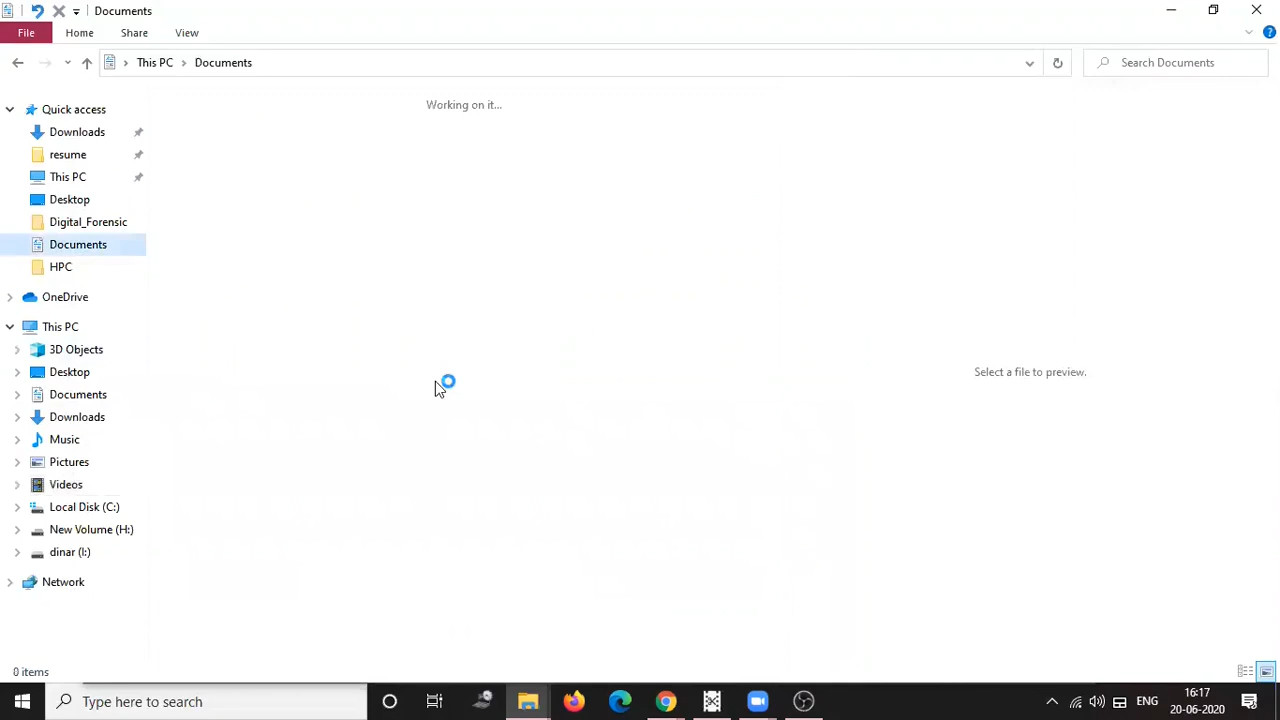 Documents
File Home Share View
This PC Documents
Search Documents
Quick access
Downloads
resume
This PC
Desktop
Digital_Forensic
Documents
HPC
OneDrive
This PC
3D Objects
Desktop
Documents
Downloads
Music
Pictures
Videos
Local Disk (C:)
New Volume (H:)
dinar (I:)
Network
Working on it...
Select a file to preview.
0 items
Type here to search
ENG
16:17
20-06-2020